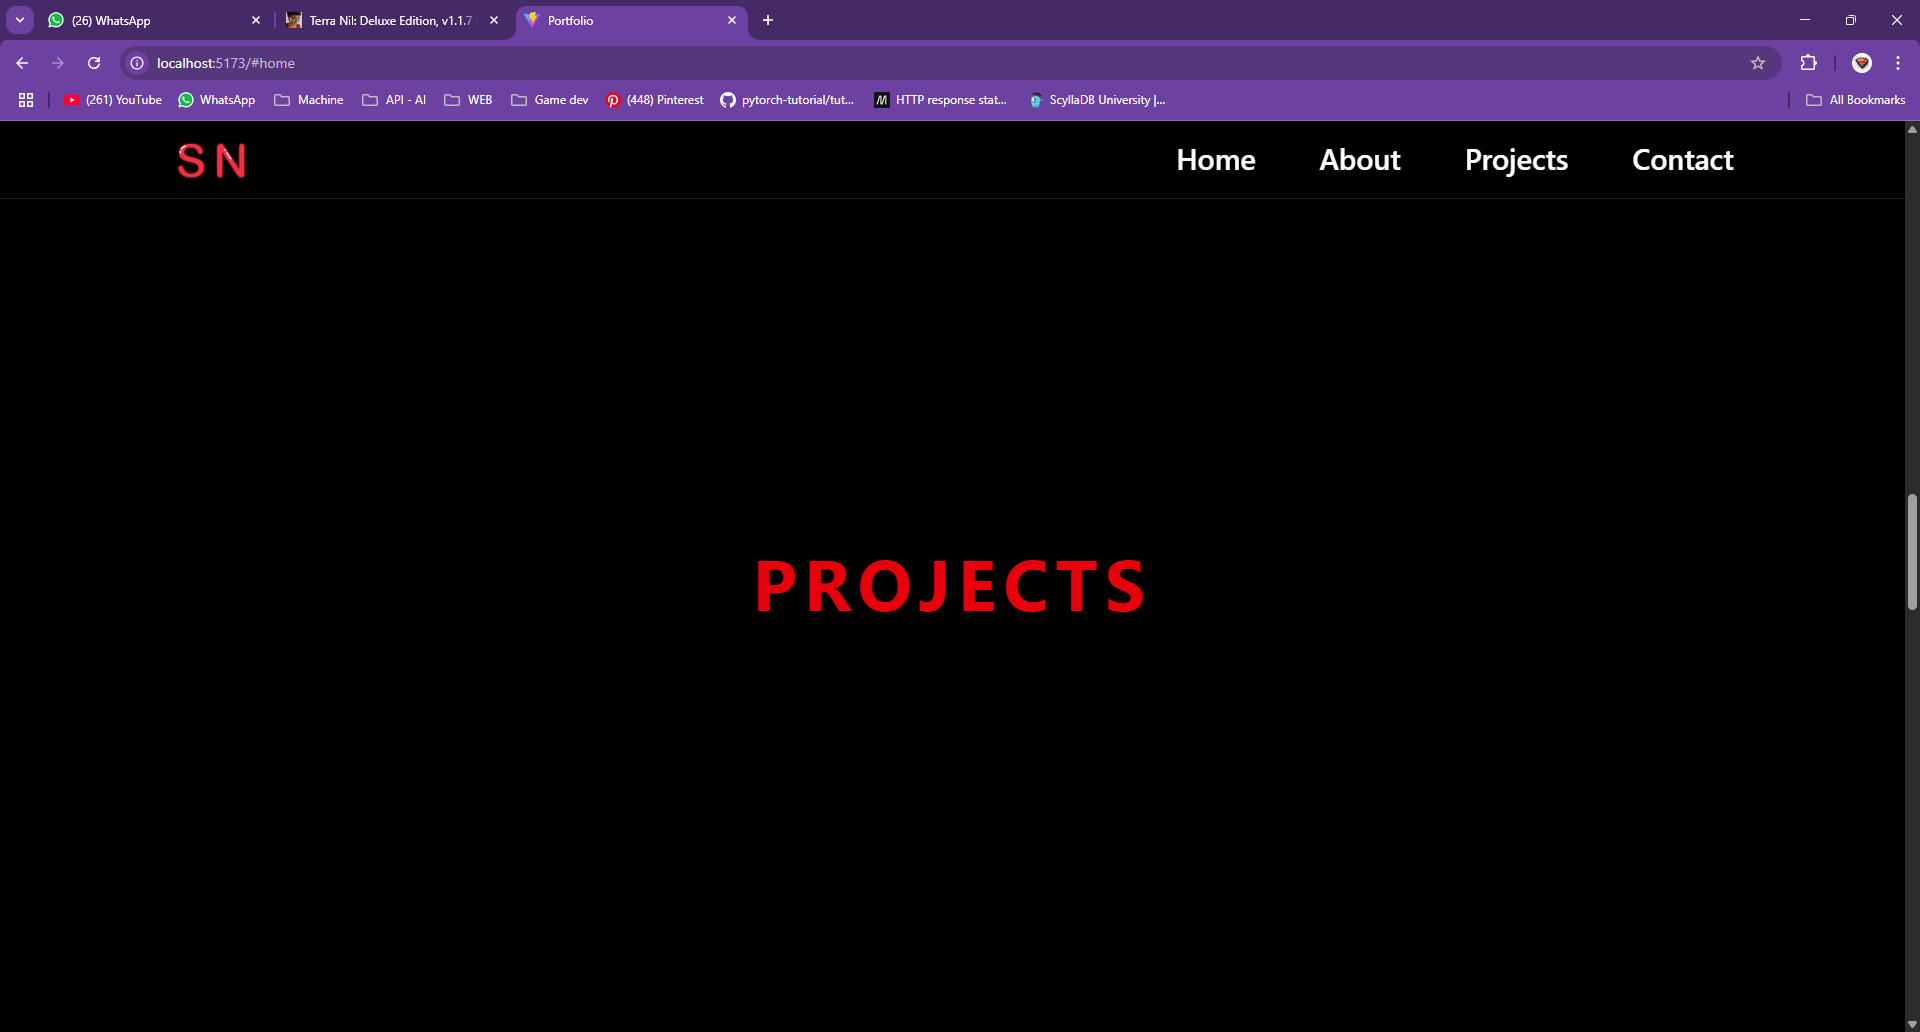 (26) WhatsApp
Terra Nil: Deluxe Edition, v1.1.7
Portfolio
localhost:5173/#home
(261) YouTube
WhatsApp
Machine
API - AI
WEB
Game dev
(448) Pinterest
pytorch-tutorial/tut...
HTTP response stat...
ScyllaDB University |...
All Bookmarks
S N
Home
About
Projects
Contact
PROJECTS